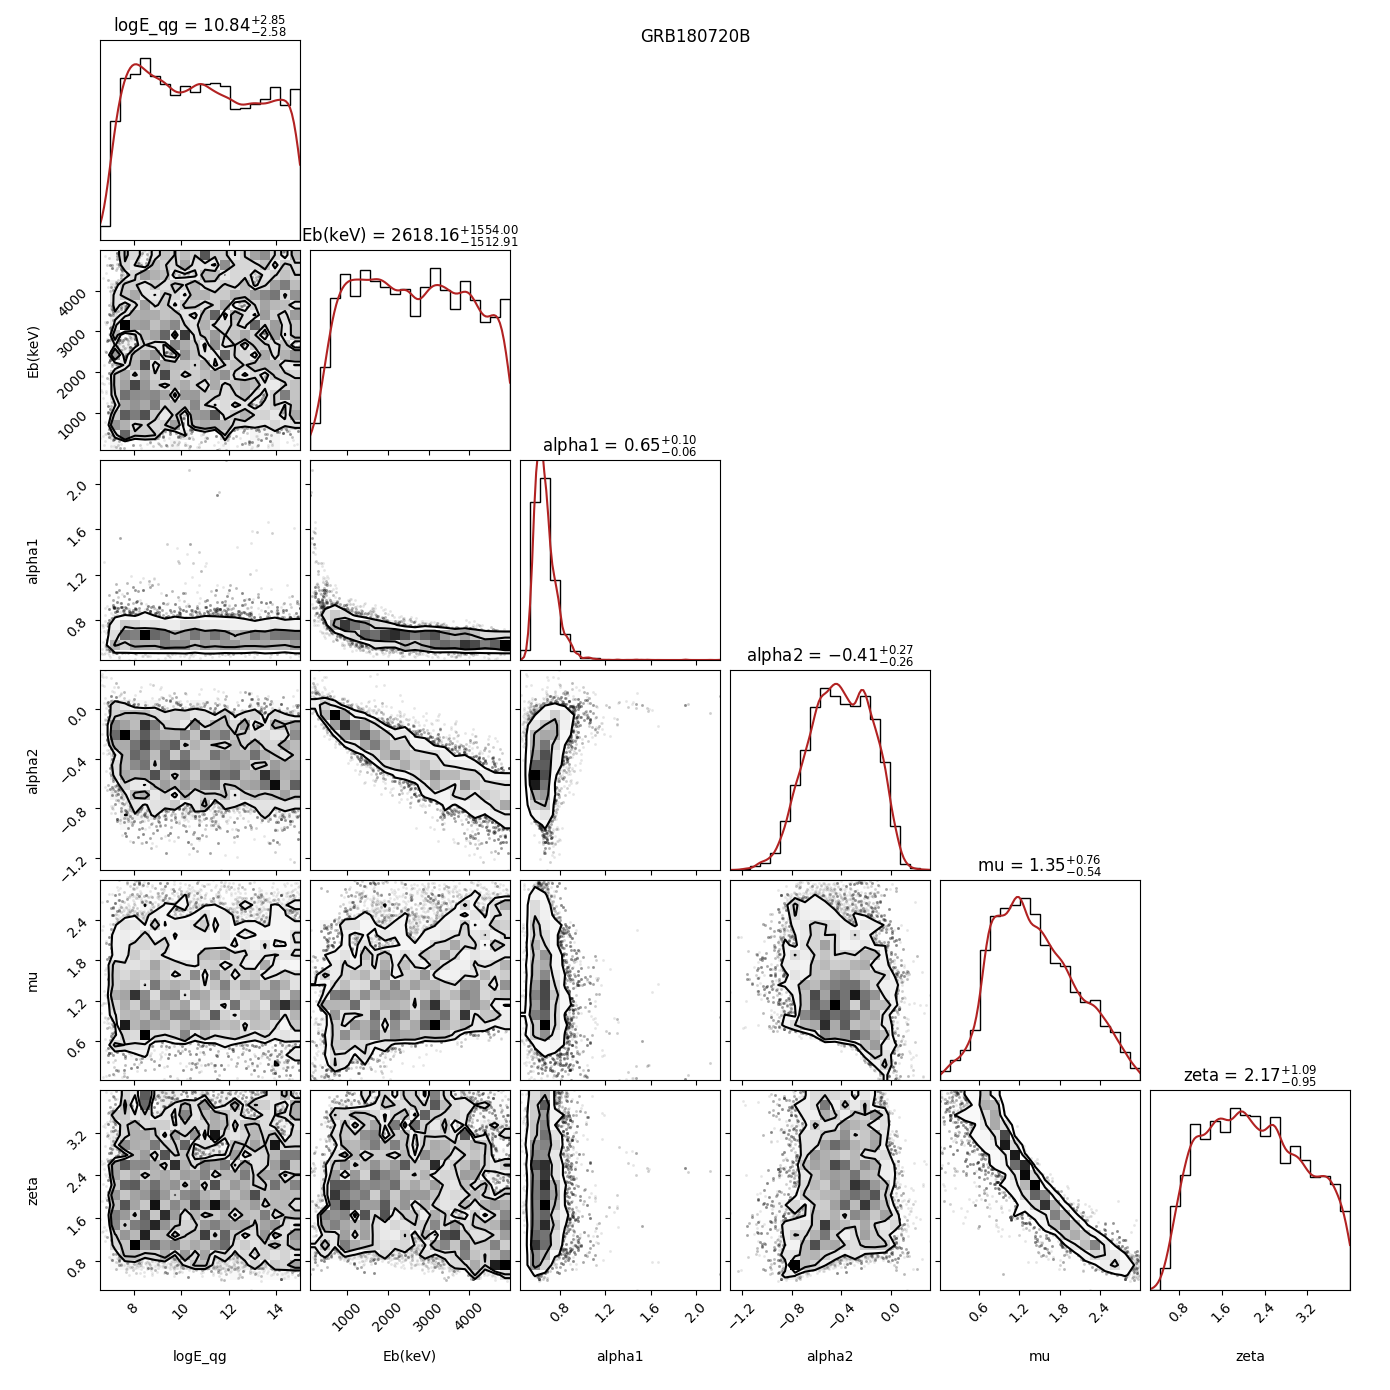 logE_qg = 10.84+2.85−2.58
GRB180720B
Eb(keV) = 2618.16+1554.00−1512.91
Eb(keV)
4000
3000
2000
1000
alpha1 = 0.65+0.10−0.06
alpha1
2.0
1.6
1.2
0.8
alpha2 = −0.41+0.27−0.26
alpha2
0.0
−0.4
−0.8
−1.2
mu = 1.35+0.76−0.54
mu
2.4
1.8
1.2
0.6
zeta = 2.17+1.09−0.95
zeta
3.2
2.4
1.6
0.8
8 10 12 14 1000 2000 3000 4000 0.8 1.2 1.6 2.0 −1.2 −0.8 −0.4 0.0 0.6 1.2 1.8 2.4 0.8 1.6 2.4 3.2
logE_qg Eb(keV) alpha1 alpha2 mu zeta